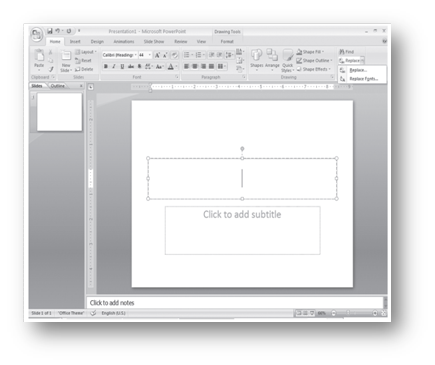 Presentation1 - Microsoft PowerPoint
Drawing Tools
Home
Insert
Design
Animations
Slide Show
Review
View
Format
Paste
New
Slide
Layout
Reset
Delete
Calibri (Headings)
44
Shapes
Arrange
Quick
Styles
Shape Fill
Shape Outline
Shape Effects
Find
Replace
Replace...
Replace Fonts...
Clipboard
Slides
Font
Paragraph
Drawing
Slides
Outline
1
Click to add subtitle
Click to add notes
Slide 1 of 1
"Office Theme"
English (U.S.)